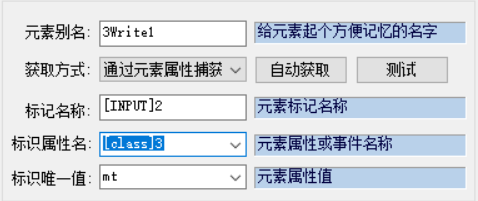 元素别名: 3Write1 给元素起个方便记忆的名字
获取方式: 通过元素属性捕获 自动获取 测试
标记名称: [INPUT]2 元素标记名称
标识属性名: [class]3 元素属性或事件名称
标识唯一值: mt 元素属性值